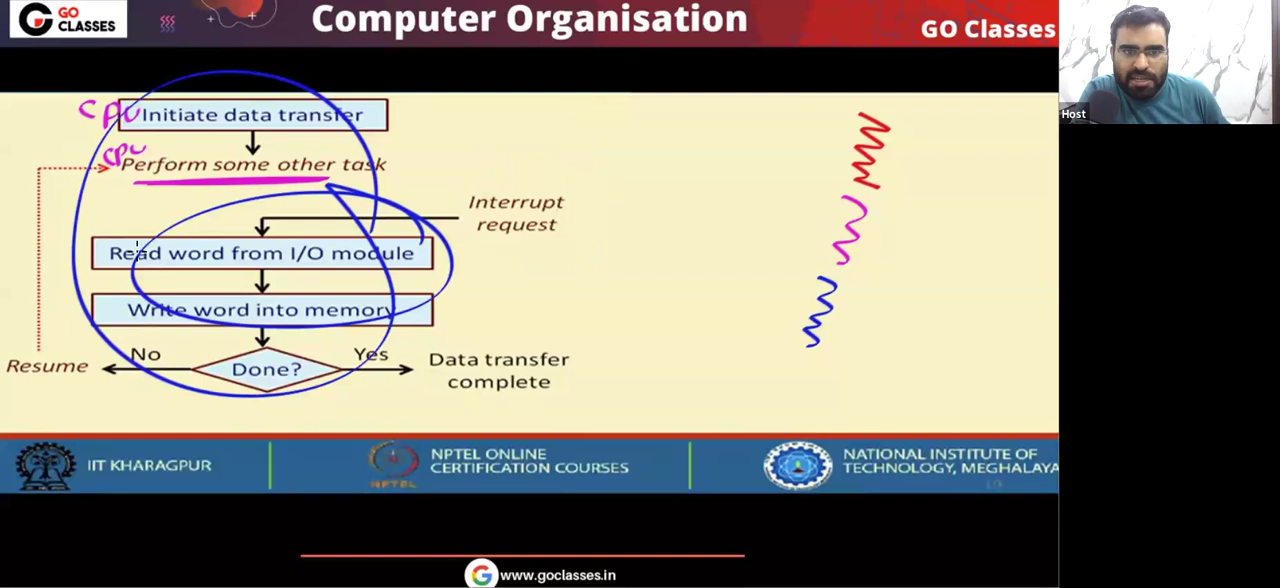 GO
CLASSES
Computer Organisation
GO Classes
Host
CPU
Initiate data transfer
CPU
Perform some other task
Interrupt
request
Read word from I/O module
Write word into memory
No
Yes
Resume
Done?
Data transfer
complete
IIT KHARAGPUR
NPTEL
NPTEL ONLINE
CERTIFICATION COURSES
NATIONAL INSTITUTE OF
TECHNOLOGY, MEGHALAYA
19
www.goclasses.in